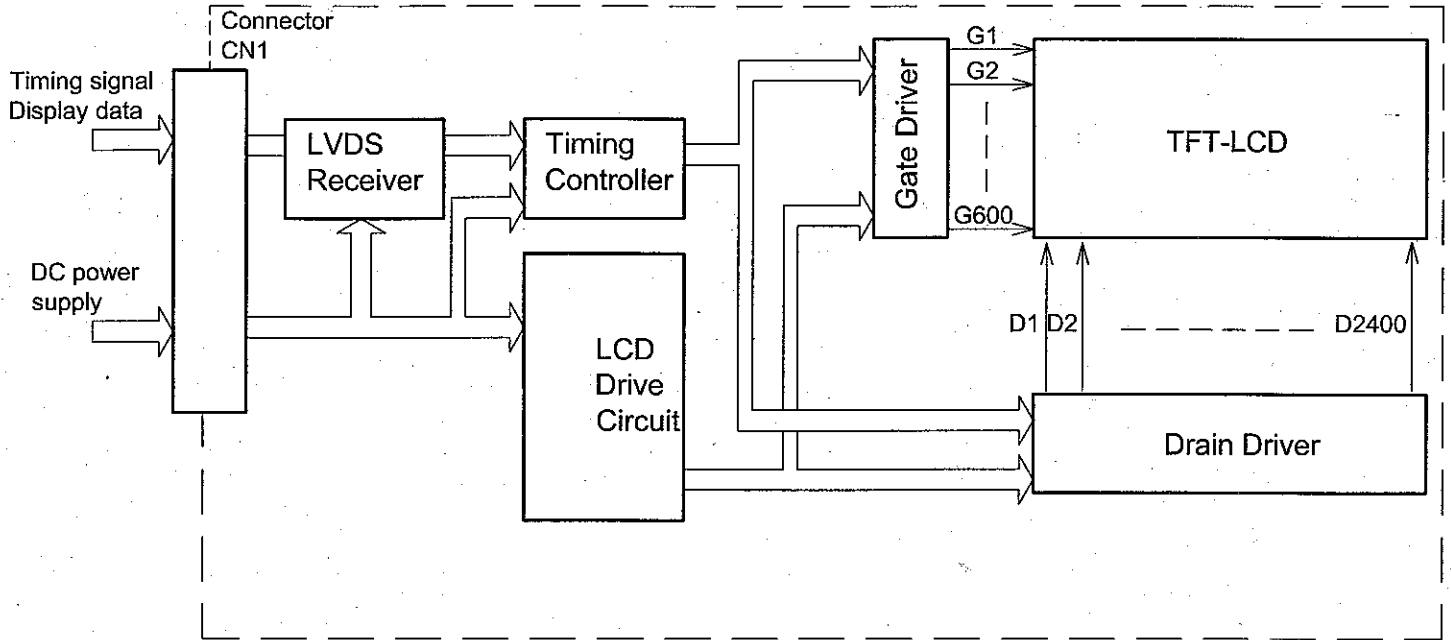 Connector
CN1
Timing signal
Display data
LVDS
Receiver
Timing
Controller
Gate Driver
G1
G2
G600
TFT-LCD
DC power
supply
LCD
Drive
Circuit
D1 D2
D2400
Drain Driver